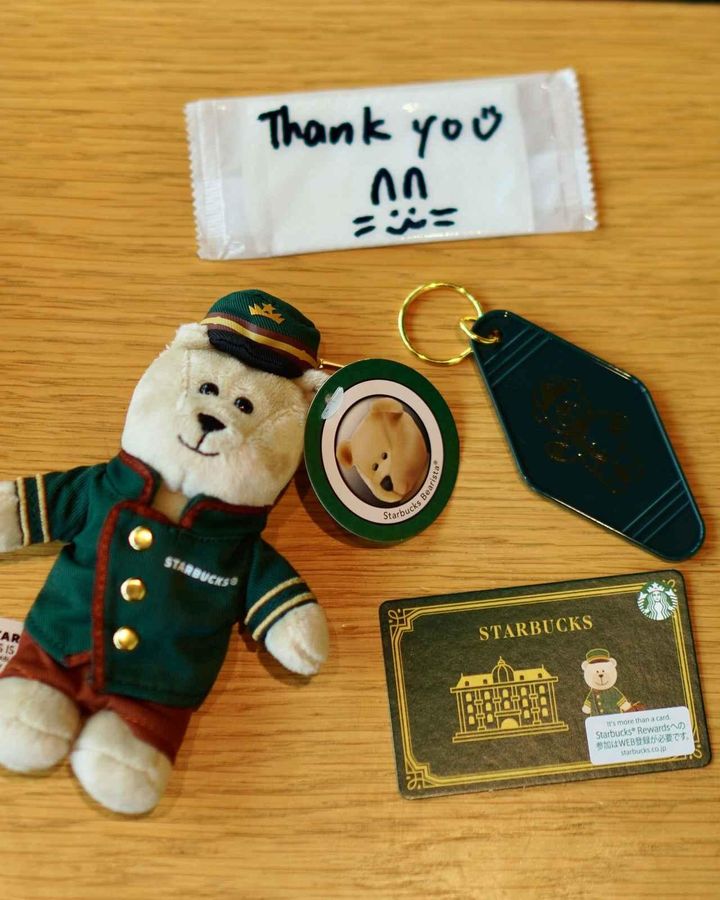 Thank you
Starbucks Bearista®
STARBUCKS®
STARBUCKS
It's more than a card.
Starbucks® Rewardsへの
参加はWEB登録が必要です。
starbucks.co.jp